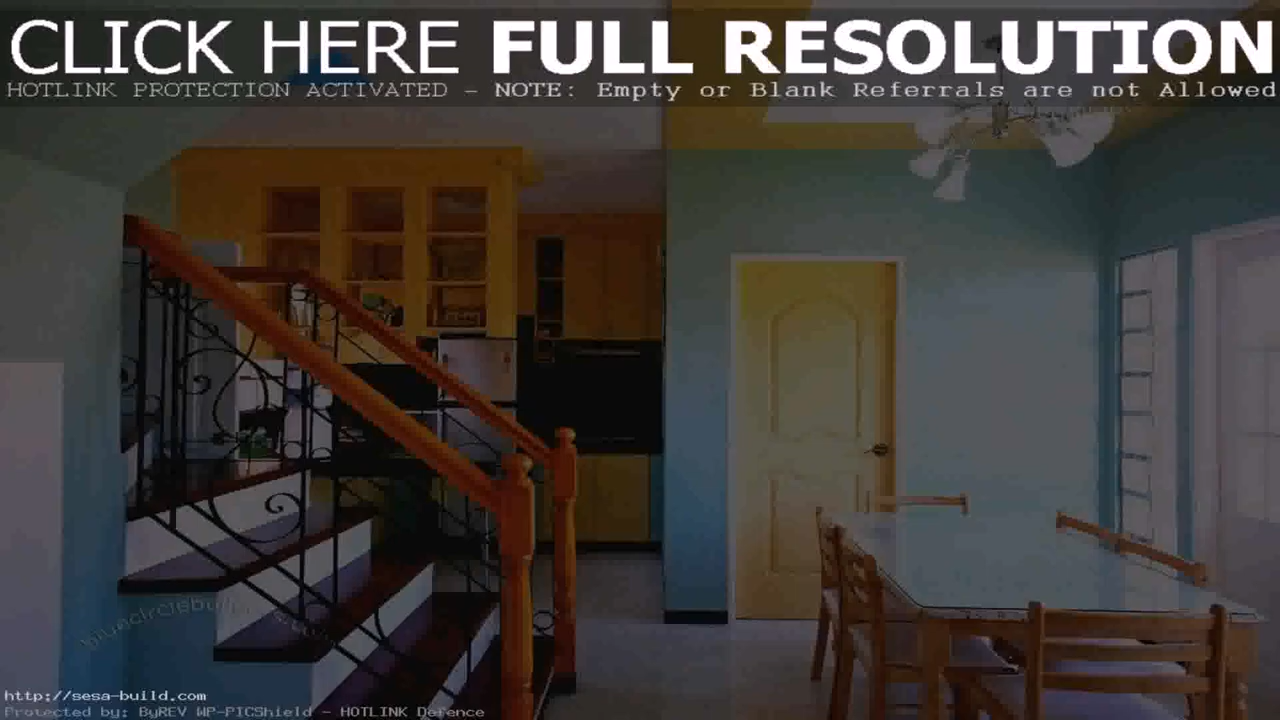 CLICK HERE FULL RESOLUTION
HOTLINK PROTECTION ACTIVATED - NOTE: Empty or Blank Referrals are not Allowed
http://sesa-build.com
Protected by: ByREV WP-PICShield - HOTLINK Defence